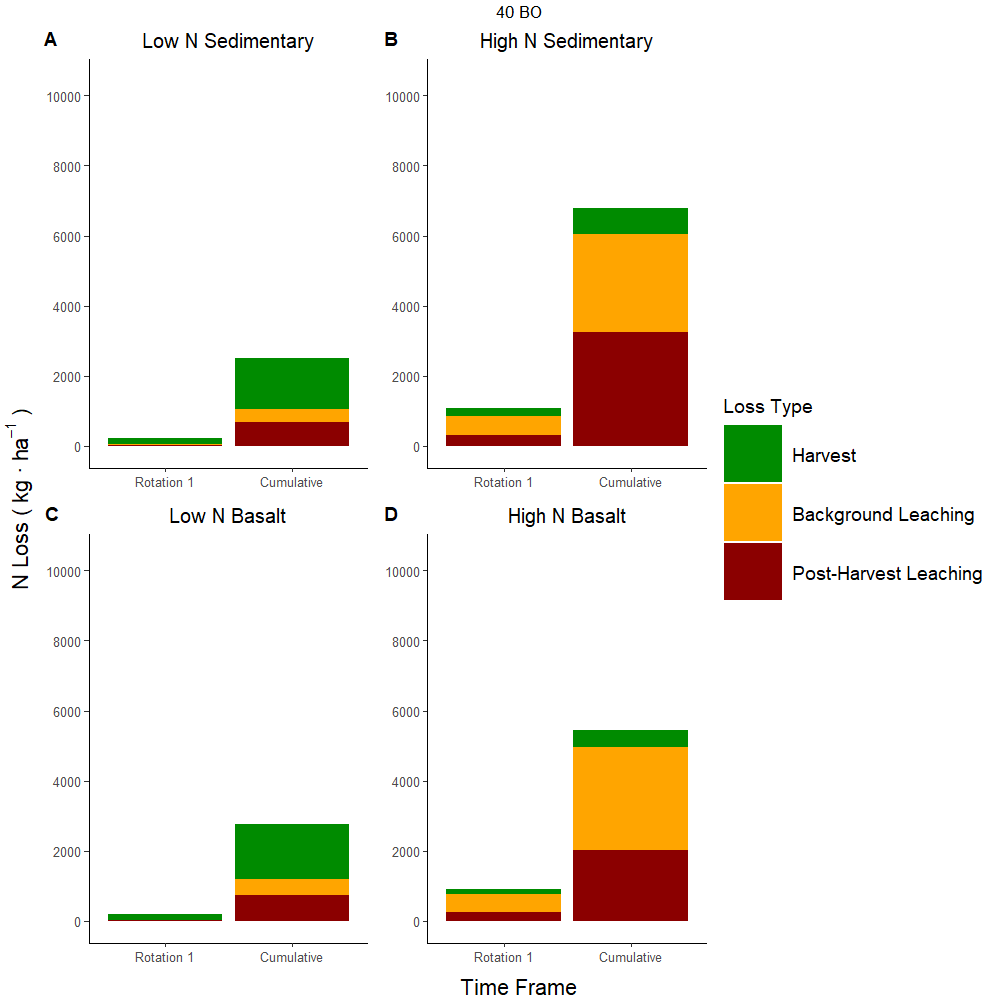 40 BO
A Low N Sedimentary
B High N Sedimentary
10000
8000
6000
4000
2000
0
Rotation 1 Cumulative
10000
8000
6000
4000
2000
0
Rotation 1 Cumulative
C Low N Basalt
D High N Basalt
10000
8000
6000
4000
2000
0
Rotation 1 Cumulative
10000
8000
6000
4000
2000
0
Rotation 1 Cumulative
N Loss ( kg · ha⁻¹ )
Time Frame
Loss Type
Harvest
Background Leaching
Post-Harvest Leaching